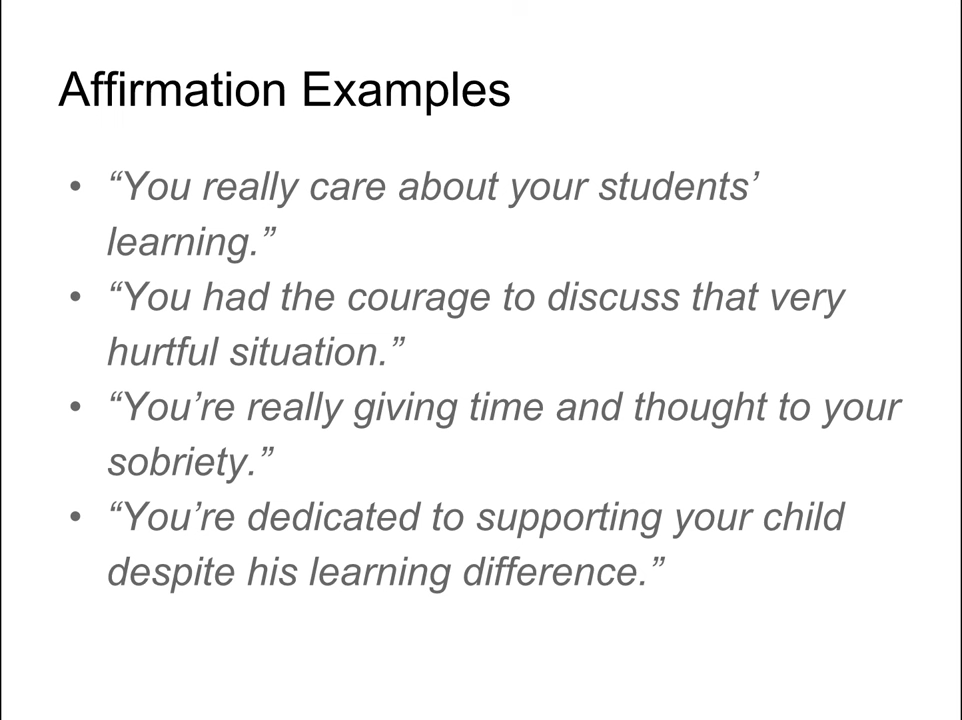 Affirmation Examples
• “You really care about your students’
learning.”
• “You had the courage to discuss that very
hurtful situation.”
• “You’re really giving time and thought to your
sobriety.”
• “You’re dedicated to supporting your child
despite his learning difference.”